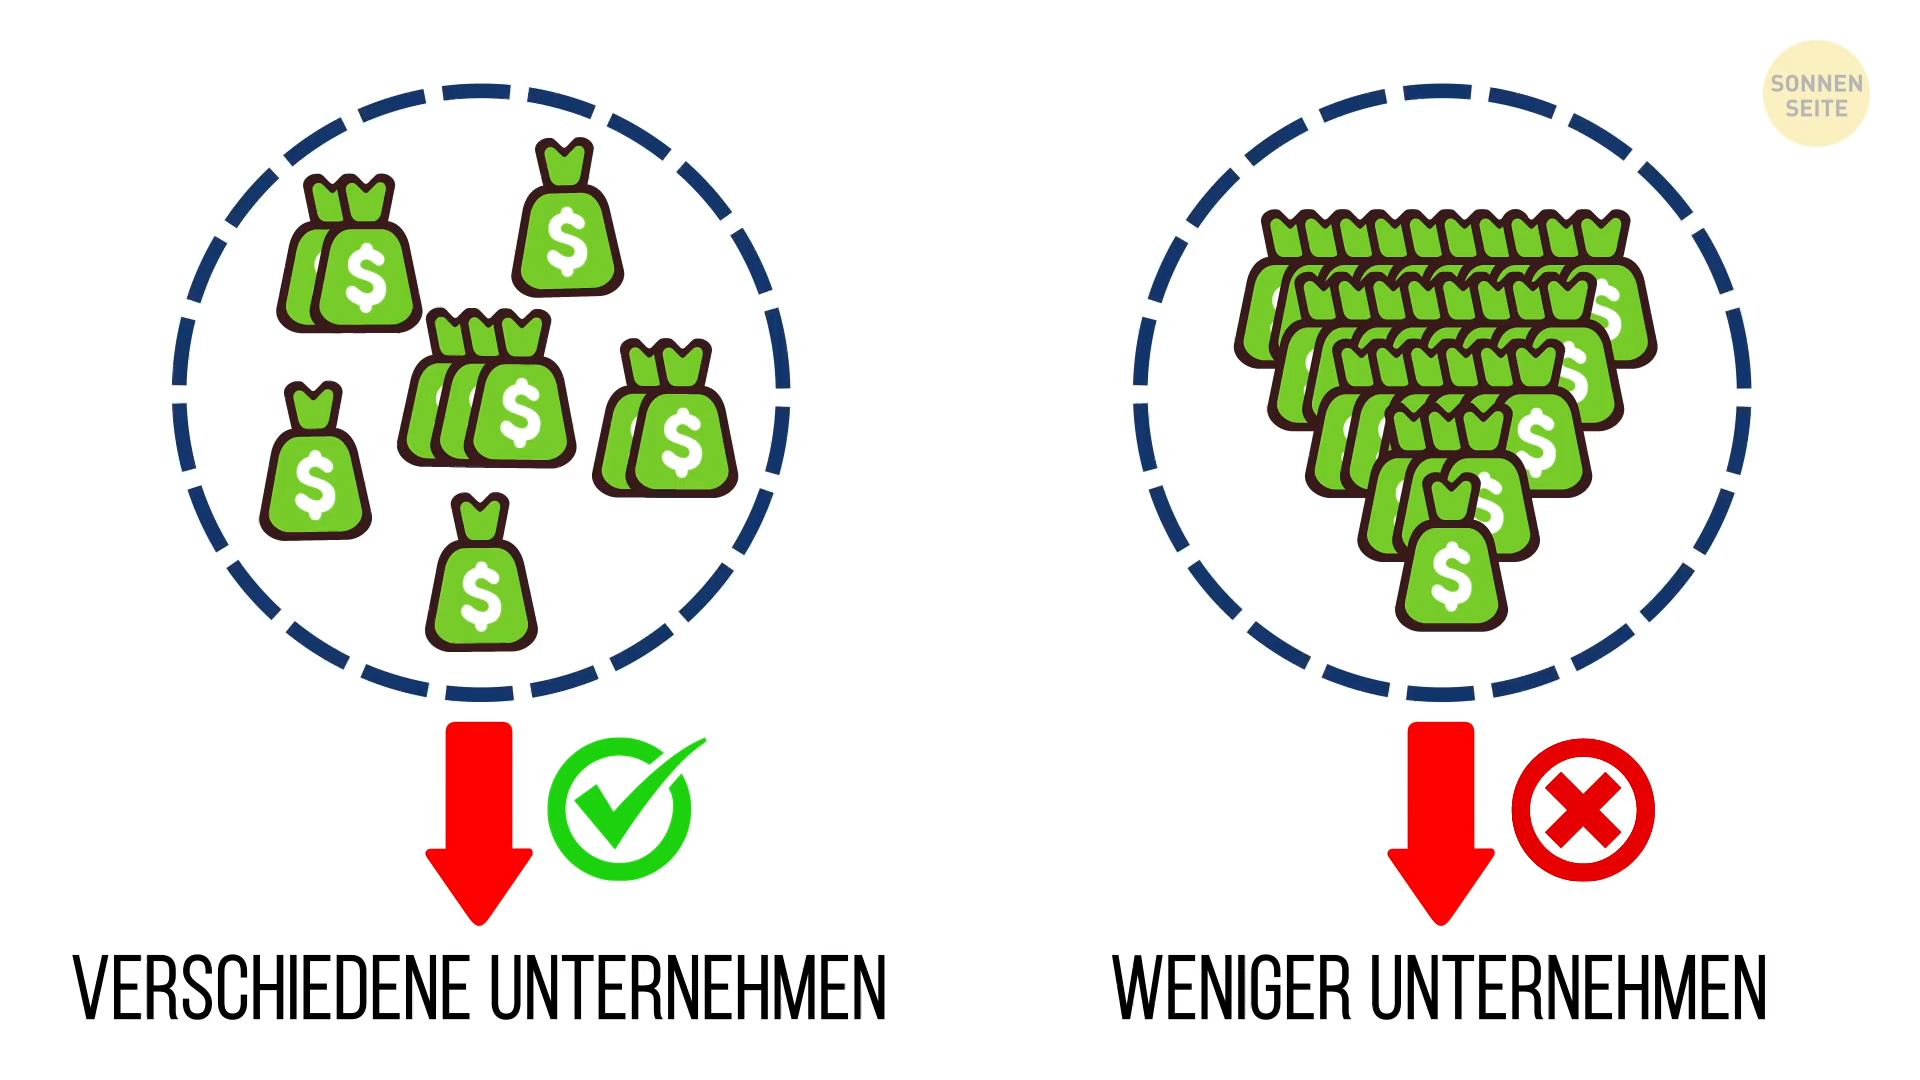 SONNEN
SEITE
$ $
$ $ $
$
$
$
$
$
$
$
$
VERSCHIEDENE UNTERNEHMEN
WENIGER UNTERNEHMEN